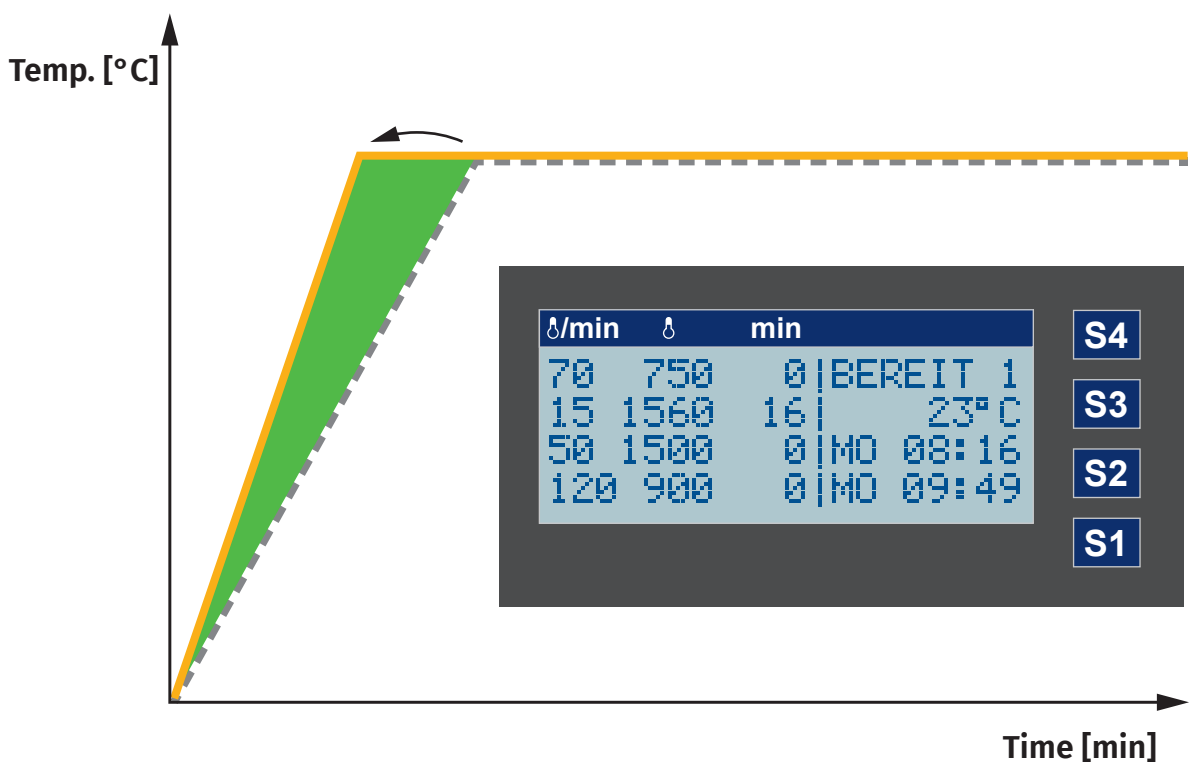 Temp. [°C]
/min min
70 750 0 BEREIT 1
15 1560 16 23°C
50 1500 0 MO 08:16
120 900 0 MO 09:49
S4
S3
S2
S1
Time [min]